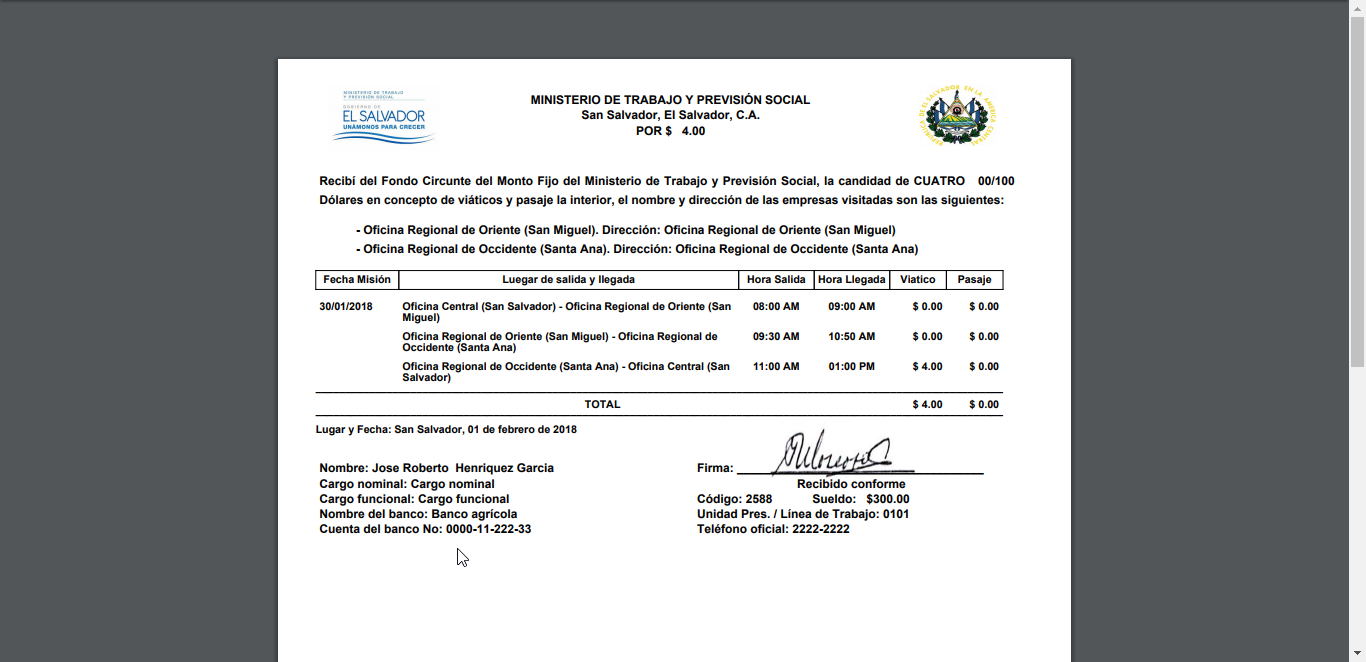 MINISTERIO DE TRABAJO
Y PREVISIÓN SOCIAL
GOBIERNO DE
EL SALVADOR
UNÁMONOS PARA CRECER
MINISTERIO DE TRABAJO Y PREVISIÓN SOCIAL
San Salvador, El Salvador, C.A.
POR $ 4.00
REPÚBLICA DE EL SALVADOR EN LA AMÉRICA CENTRAL
Recibí del Fondo Circunte del Monto Fijo del Ministerio de Trabajo y Previsión Social, la candidad de CUATRO 00/100
Dólares en concepto de viáticos y pasaje la interior, el nombre y dirección de las empresas visitadas son las siguientes:
- Oficina Regional de Oriente (San Miguel). Dirección: Oficina Regional de Oriente (San Miguel)
- Oficina Regional de Occidente (Santa Ana). Dirección: Oficina Regional de Occidente (Santa Ana)
Fecha Misión Luegar de salida y llegada Hora Salida Hora Llegada Viatico Pasaje
30/01/2018 Oficina Central (San Salvador) - Oficina Regional de Oriente (San 08:00 AM 09:00 AM $ 0.00 $ 0.00
Miguel)
Oficina Regional de Oriente (San Miguel) - Oficina Regional de 09:30 AM 10:50 AM $ 0.00 $ 0.00
Occidente (Santa Ana)
Oficina Regional de Occidente (Santa Ana) - Oficina Central (San 11:00 AM 01:00 PM $ 4.00 $ 0.00
Salvador)
TOTAL $ 4.00 $ 0.00
Lugar y Fecha: San Salvador, 01 de febrero de 2018
Nombre: Jose Roberto Henriquez Garcia Firma:
Cargo nominal: Cargo nominal Recibido conforme
Cargo funcional: Cargo funcional Código: 2588 Sueldo: $300.00
Nombre del banco: Banco agrícola Unidad Pres. / Línea de Trabajo: 0101
Cuenta del banco No: 0000-11-222-33 Teléfono oficial: 2222-2222